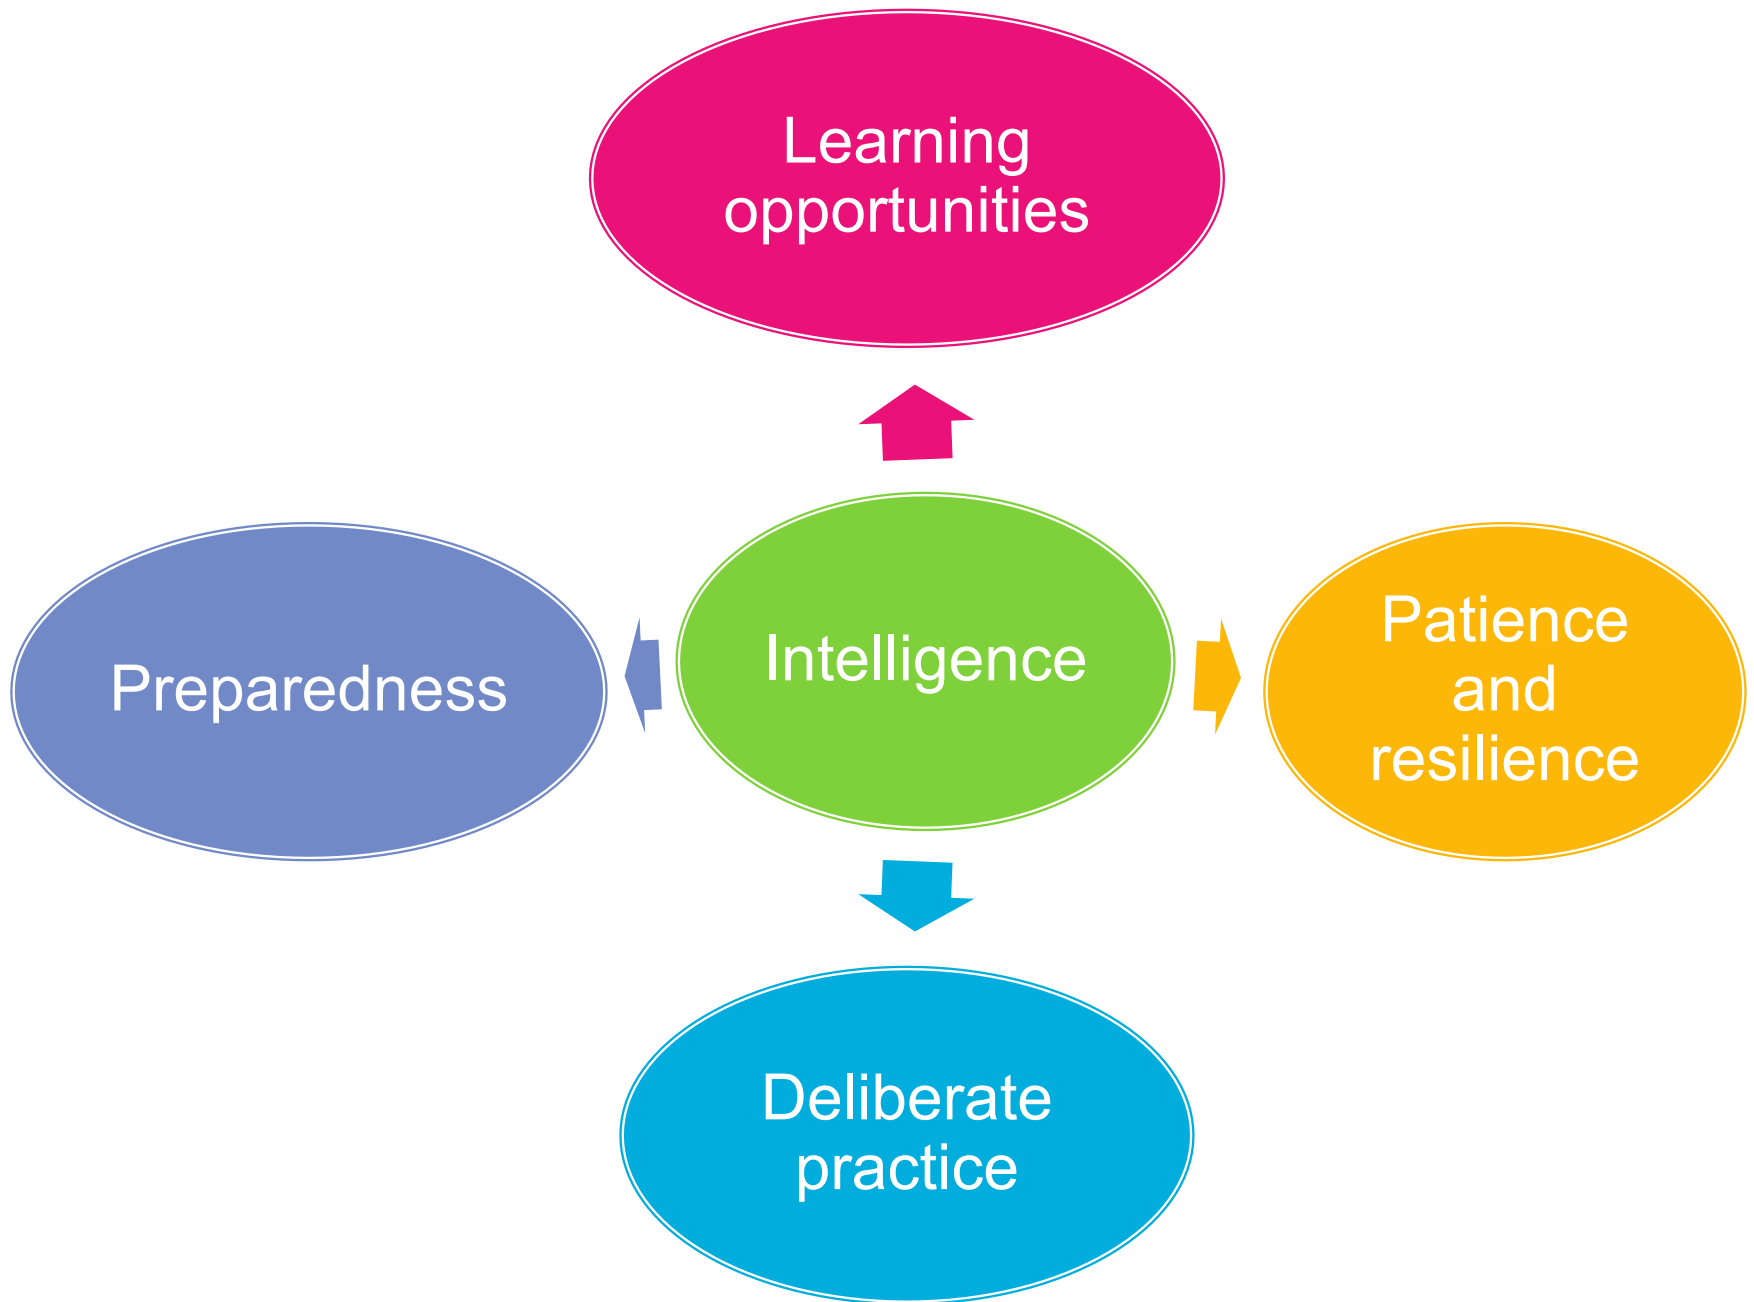 Learning
opportunities
Preparedness
Intelligence
Patience
and
resilience
Deliberate
practice